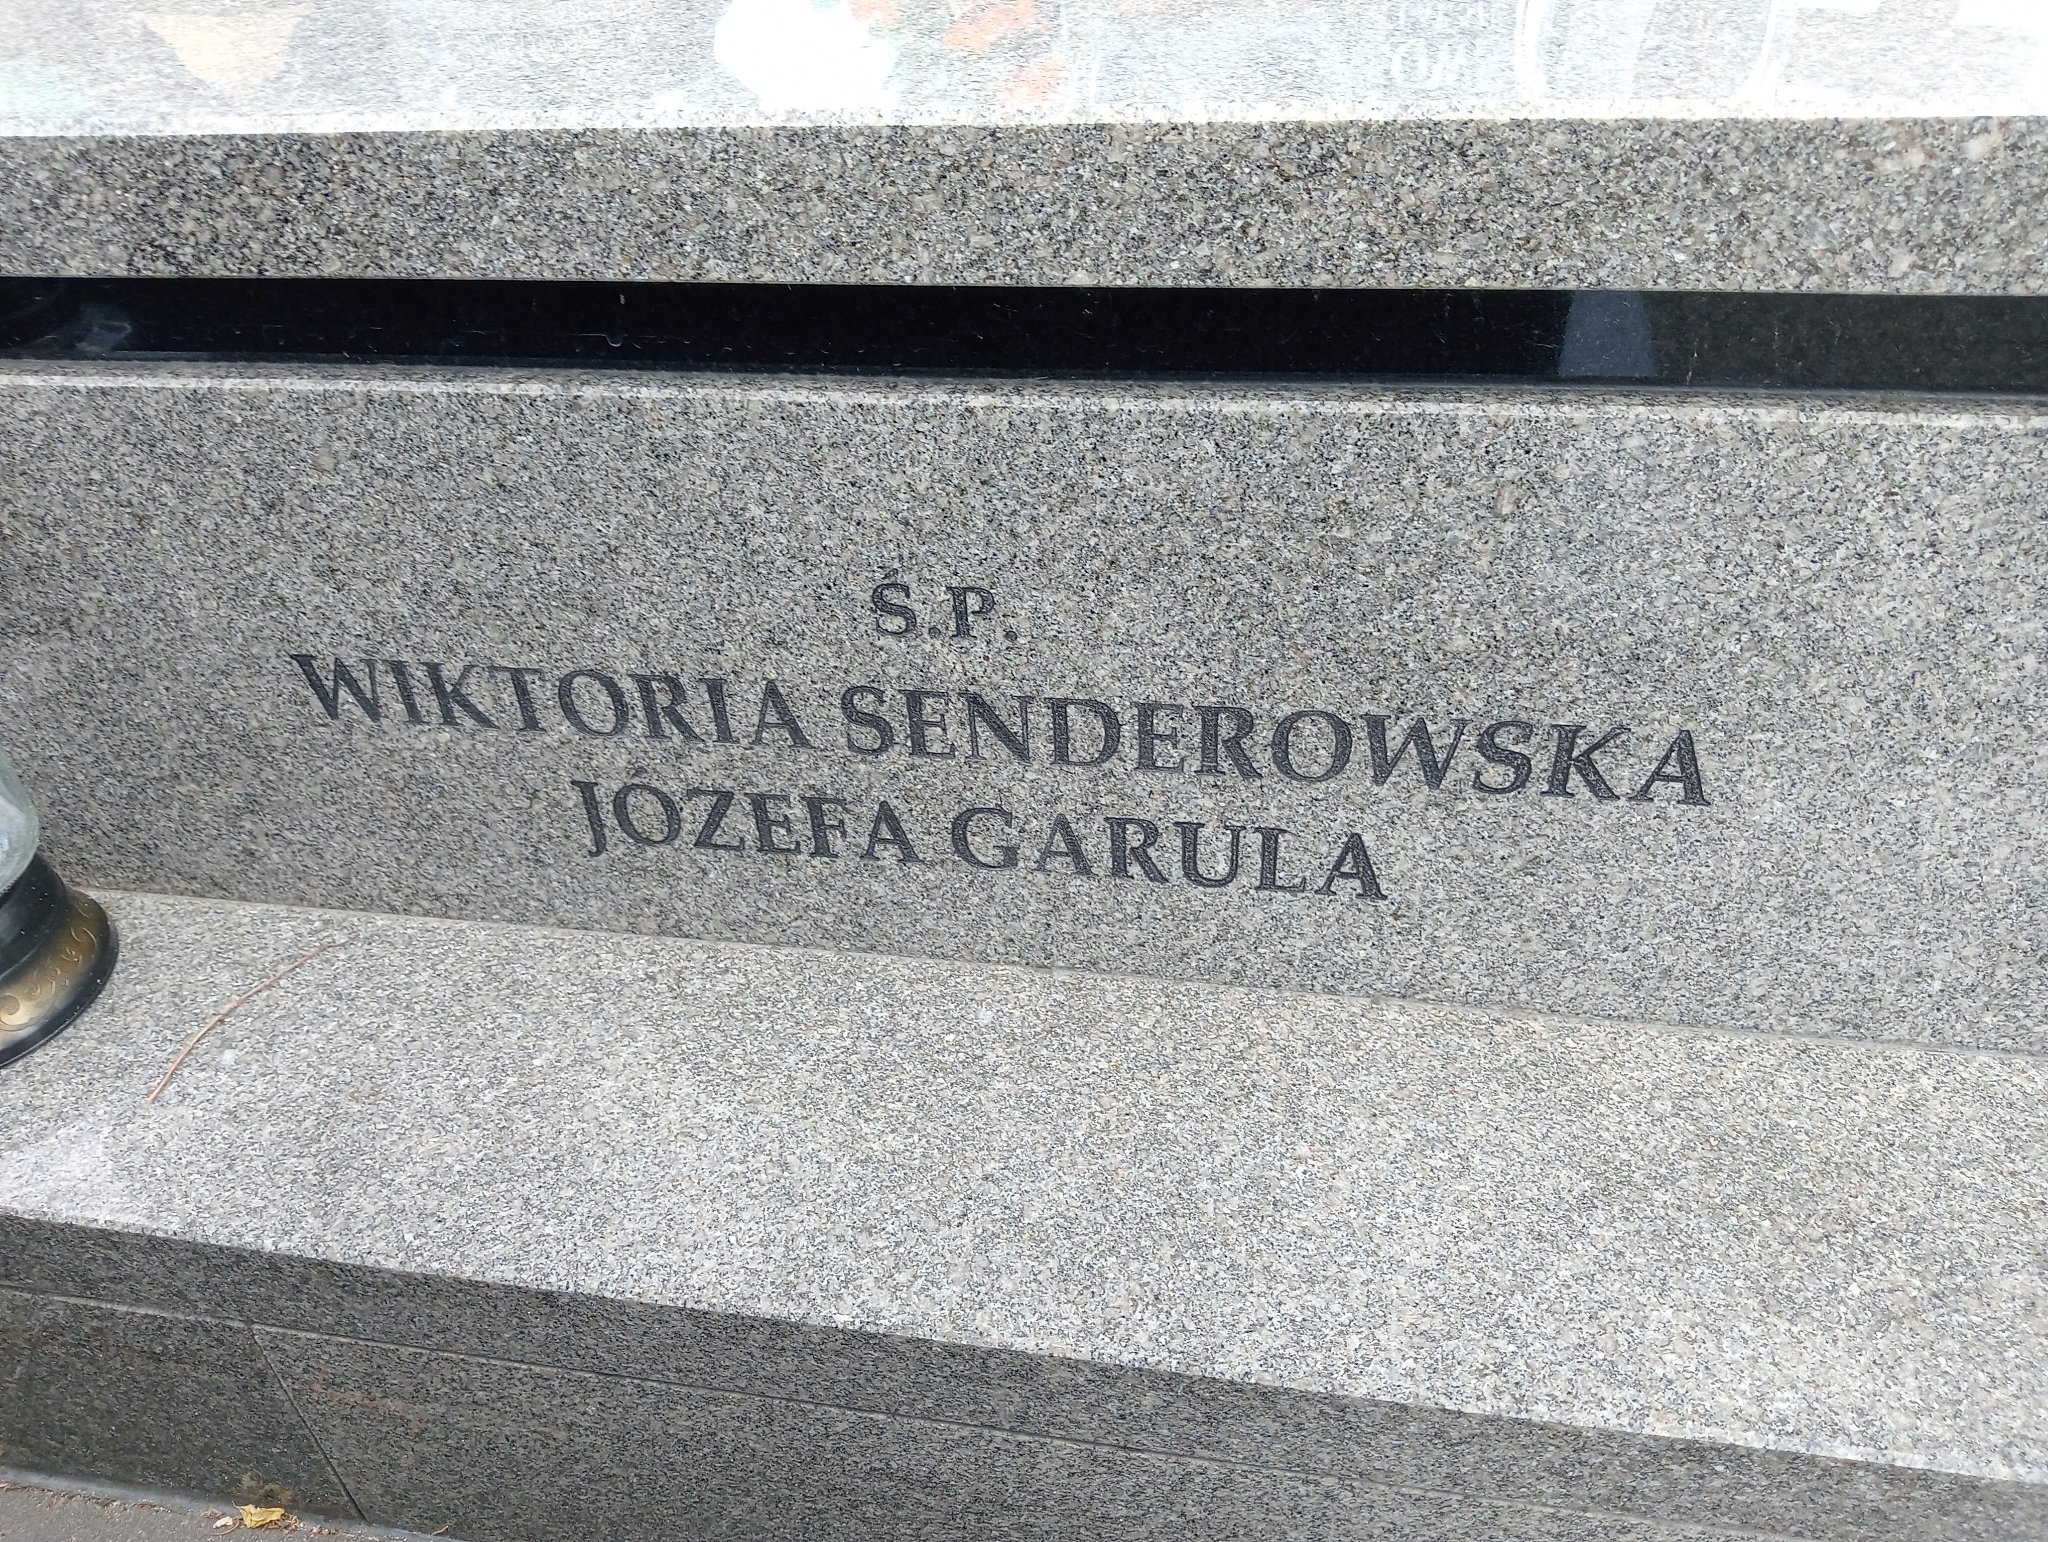 Ś.P.
WIKTORIA SENDEROWSKA
JÓZEFA GARULA